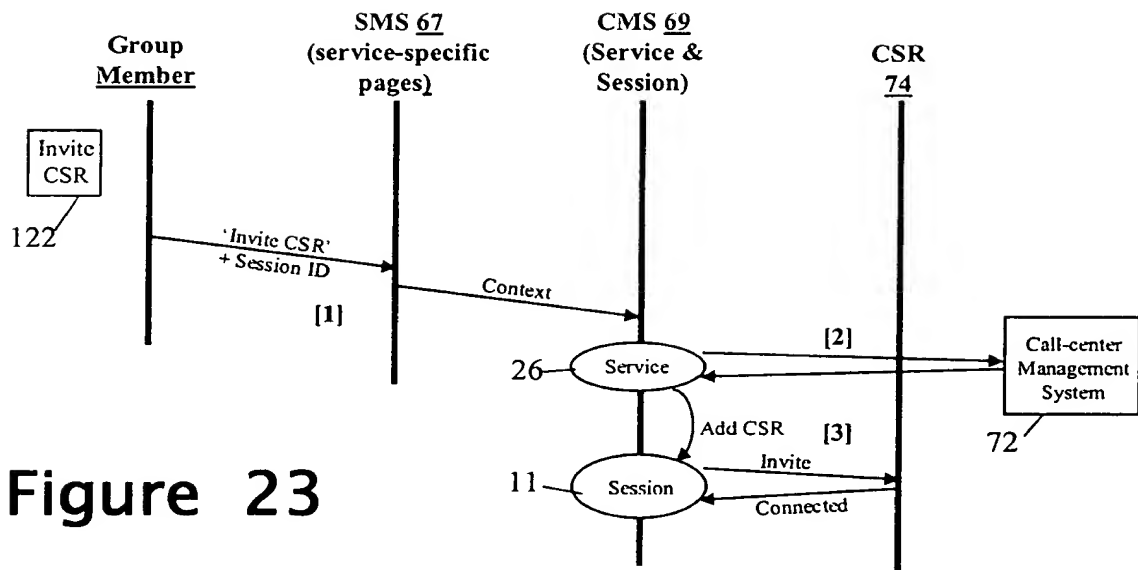 Group
Member
SMS 67
(service-specific
pages)
CMS 69
(Service &
Session)
CSR
74
Invite
CSR
122
'Invite CSR'
+ Session ID
[1]
Context
[2]
Service
26
Call-center
Management
System
72
Add CSR
[3]
Invite
Session
11
Connected
Figure 23